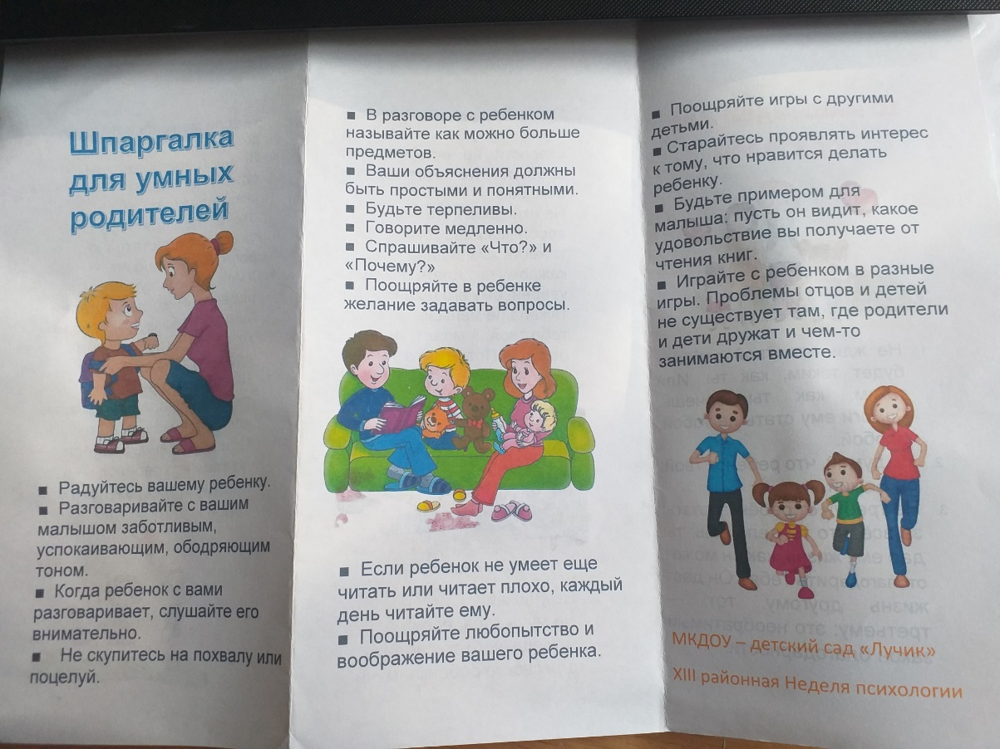 Шпаргалка
для умных
родителей
▪ Радуйтесь вашему ребенку.
▪ Разговаривайте с вашим
малышом заботливым,
успокаивающим, ободряющим
тоном.
▪ Когда ребенок с вами
разговаривает, слушайте его
внимательно.
▪ Не скупитесь на похвалу или
поцелуй.
▪ В разговоре с ребенком
называйте как можно больше
предметов.
▪ Ваши объяснения должны
быть простыми и понятными.
▪ Будьте терпеливы.
▪ Говорите медленно.
▪ Спрашивайте «Что?» и
«Почему?»
▪ Поощряйте в ребенке
желание задавать вопросы.
▪ Если ребенок не умеет еще
читать или читает плохо, каждый
день читайте ему.
▪ Поощряйте любопытство и
воображение вашего ребенка.
▪ Поощряйте игры с другими
детьми.
▪ Старайтесь проявлять интерес
к тому, что нравится делать
ребенку.
▪ Будьте примером для
малыша: пусть он видит, какое
удовольствие вы получаете от
чтения книг.
▪ Играйте с ребенком в разные
игры. Проблемы отцов и детей
не существует там, где родители
и дети дружат и чем-то
занимаются вместе.
МКДОУ – детский сад «Лучик»
XIII районная Неделя психологии